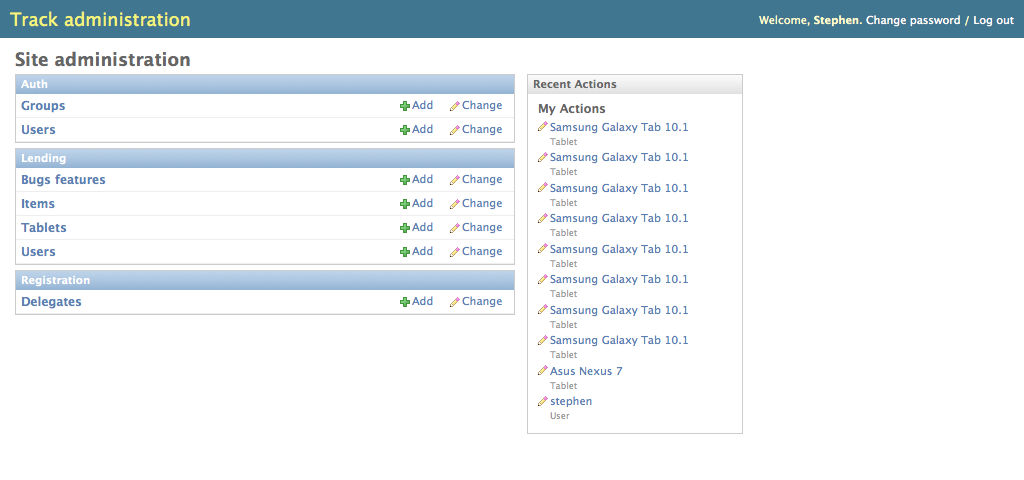 Track administration
Welcome, Stephen. Change password / Log out
Site administration
Auth
Groups Add Change
Users Add Change
Lending
Bugs features Add Change
Items Add Change
Tablets Add Change
Users Add Change
Registration
Delegates Add Change
Recent Actions
My Actions
Samsung Galaxy Tab 10.1
Tablet
Samsung Galaxy Tab 10.1
Tablet
Samsung Galaxy Tab 10.1
Tablet
Samsung Galaxy Tab 10.1
Tablet
Samsung Galaxy Tab 10.1
Tablet
Samsung Galaxy Tab 10.1
Tablet
Samsung Galaxy Tab 10.1
Tablet
Samsung Galaxy Tab 10.1
Tablet
Asus Nexus 7
Tablet
stephen
User